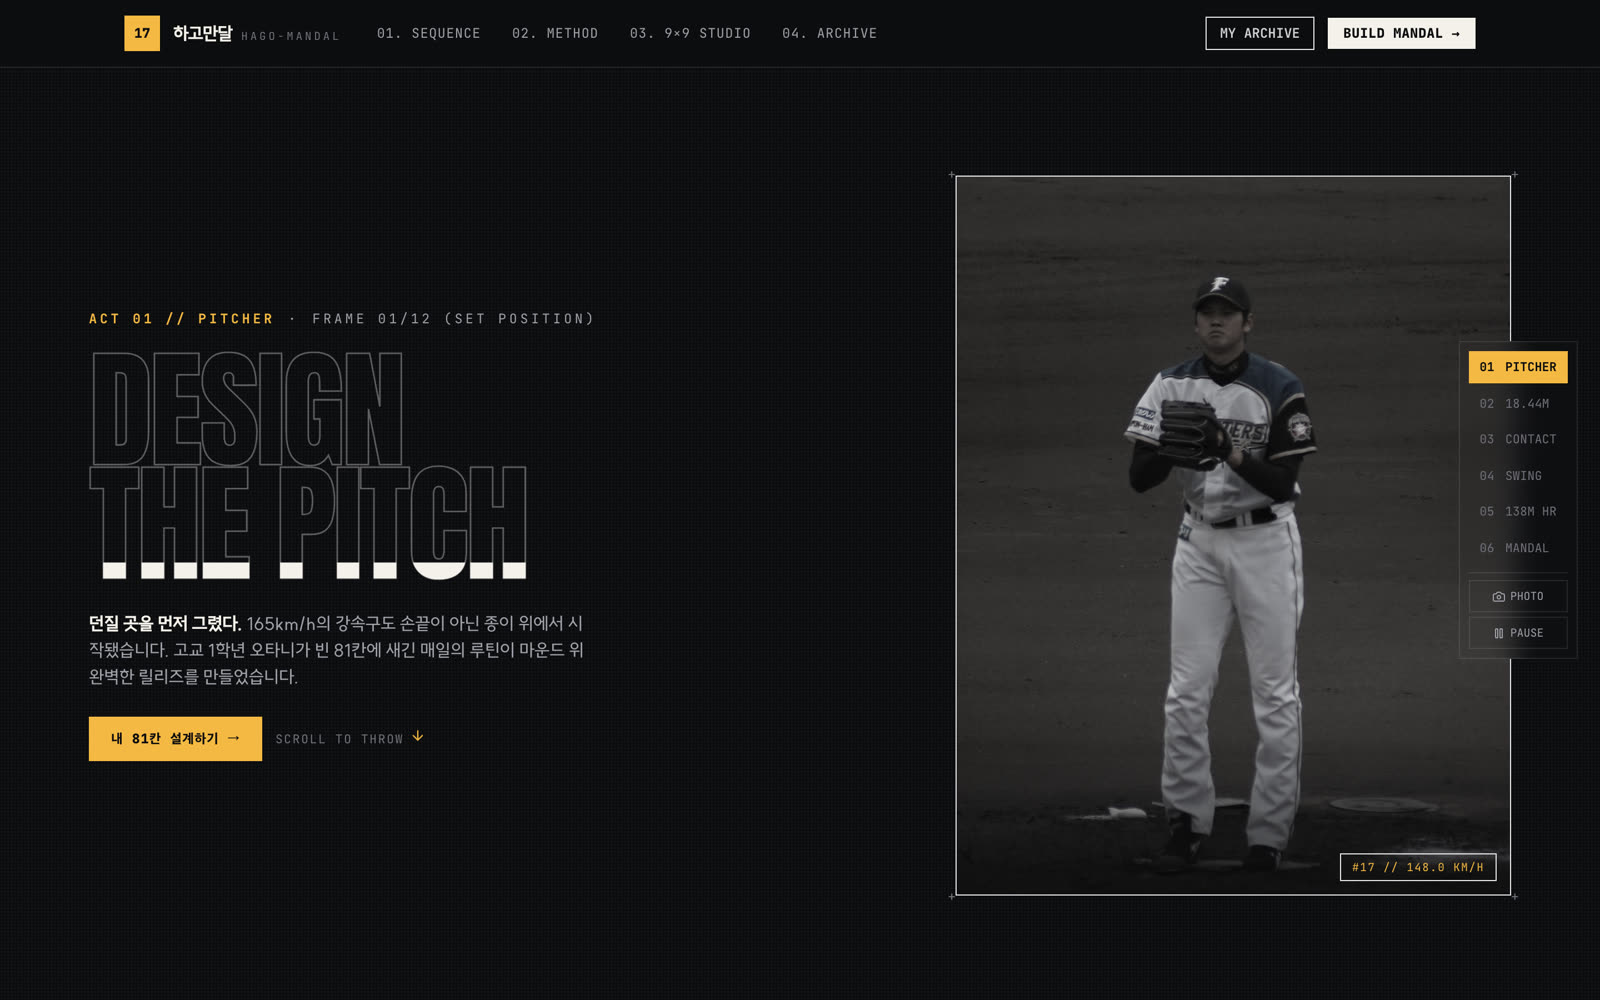 17 하고만달 HAGO-MANDAL 01. SEQUENCE 02. METHOD 03. 9×9 STUDIO 04. ARCHIVE MY ARCHIVE BUILD MANDAL →
ACT 01 // PITCHER · FRAME 01/12 (SET POSITION)
DESIGN
THE PITCH
던질 곳을 먼저 그렸다. 165km/h의 강속구도 손끝이 아닌 종이 위에서 시
작됐습니다. 고교 1학년 오타니가 빈 81칸에 새긴 매일의 루틴이 마운드 위
완벽한 릴리즈를 만들었습니다.
내 81칸 설계하기 → SCROLL TO THROW ↓
F
TERS
#17 // 148.0 KM/H
01 PITCHER
02 18.44M
03 CONTACT
04 SWING
05 138M HR
06 MANDAL
PHOTO
PAUSE